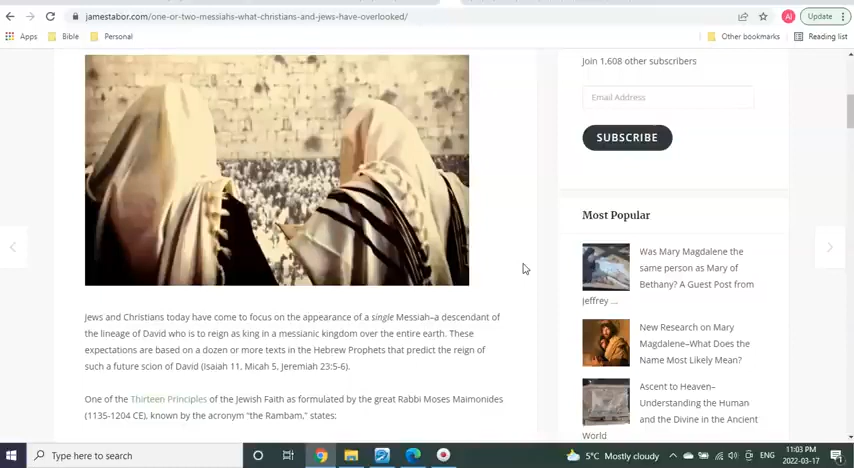 jamestabor.com/one-or-two-messiahs-what-christians-and-jews-have-overlooked/
AI
Update
Apps
Bible
Personal
Other bookmarks
Reading list
Join 1,608 other subscribers
Email Address
SUBSCRIBE
Most Popular
Was Mary Magdalene the
same person as Mary of
Bethany? A Guest Post from
Jeffrey ...
New Research on Mary
Magdalene–What Does the
Name Most Likely Mean?
Ascent to Heaven–
Understanding the Human
and the Divine in the Ancient
World
Jews and Christians today have come to focus on the appearance of a single Messiah–a descendant of
the lineage of David who is to reign as king in a messianic kingdom over the entire earth. These
expectations are based on a dozen or more texts in the Hebrew Prophets that predict the reign of
such a future scion of David (Isaiah 11, Micah 5, Jeremiah 23:5-6).
One of the Thirteen Principles of the Jewish Faith as formulated by the great Rabbi Moses Maimonides
(1135-1204 CE), known by the acronym “the Rambam,” states:
Type here to search
5°C Mostly cloudy
ENG
11:03 PM
2022-03-17